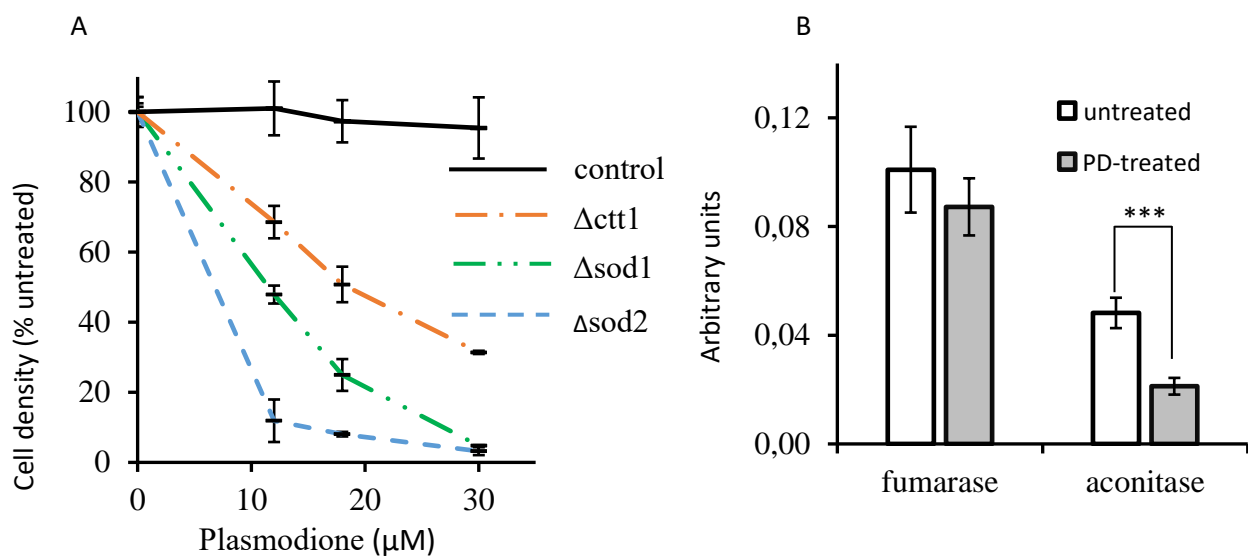 A
B
Cell density (% untreated)
100
80
60
40
20
0
0
10
20
30
Plasmodione (µM)
control
Δctt1
Δsod1
Δsod2
Arbitrary units
0,12
0,08
0,04
0,00
untreated
PD-treated
***
fumarase
aconitase